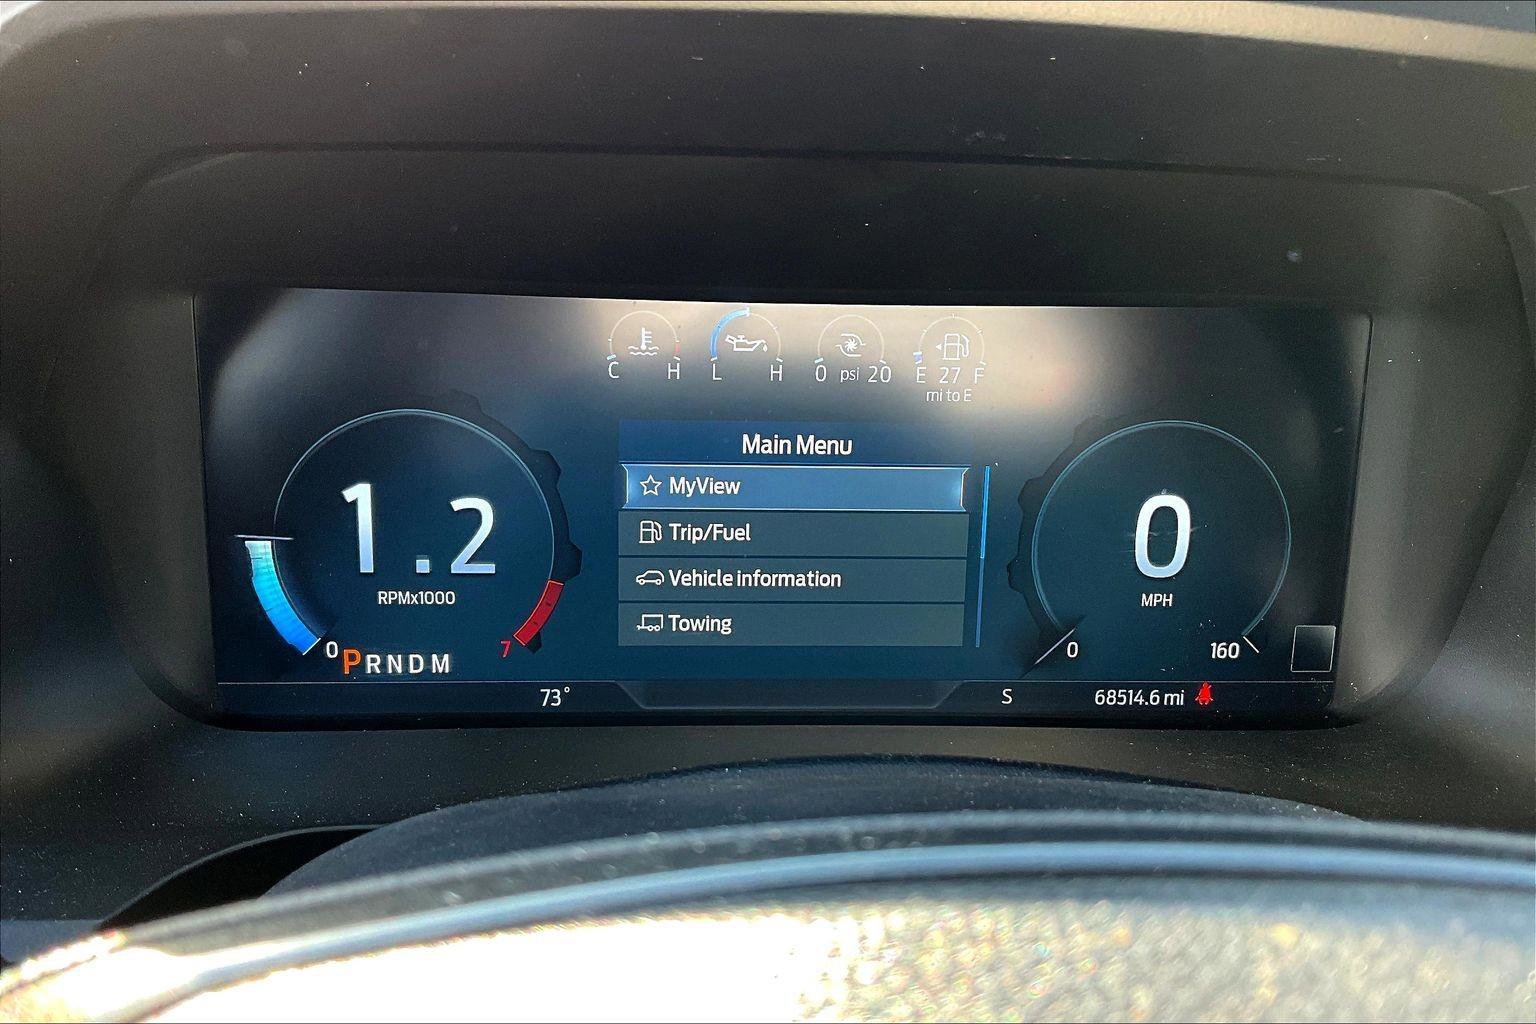 C H L H 0 psi 20 E 27 F
mi to E
Main Menu
MyView
Trip/Fuel
Vehicle information
Towing
1.2
RPMx1000
0 7
PRNDM
0
MPH
0 160
73° S 68514.6 mi